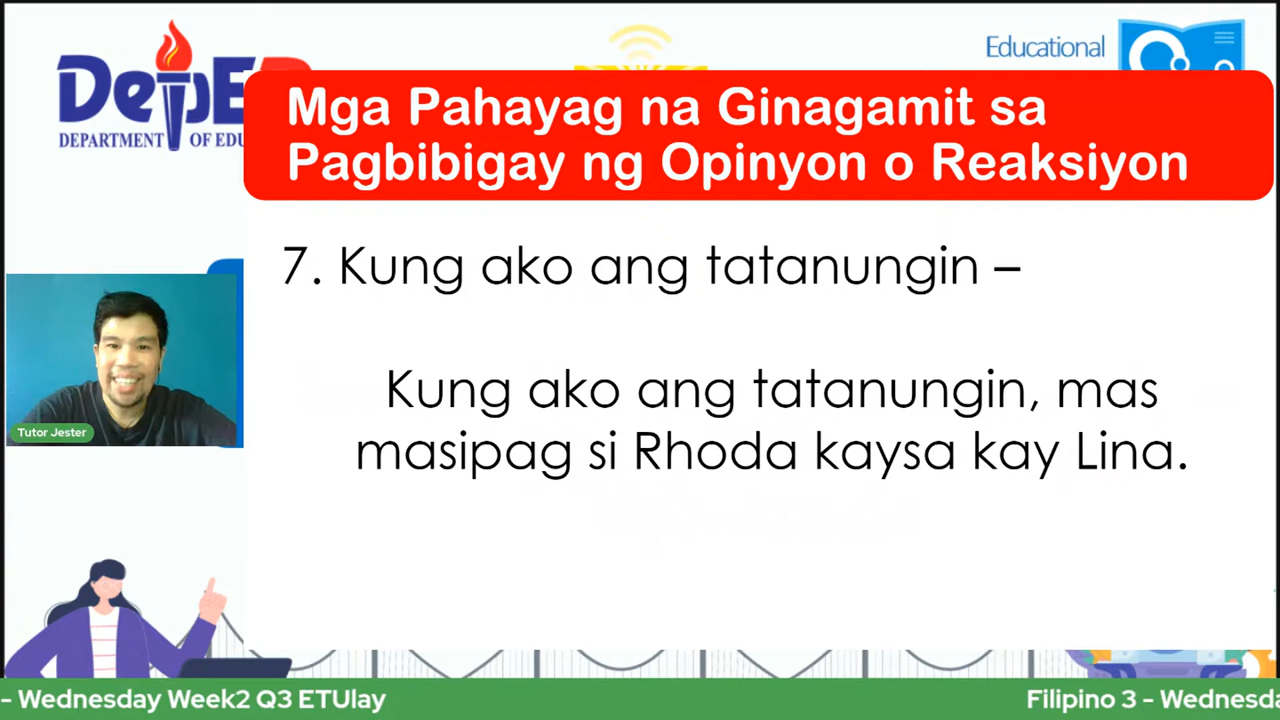 DepED
DEPARTMENT OF EDU
Educational
Mga Pahayag na Ginagamit sa
Pagbibigay ng Opinyon o Reaksiyon
7. Kung ako ang tatanungin –
Kung ako ang tatanungin, mas
masipag si Rhoda kaysa kay Lina.
Tutor Jester
- Wednesday Week2 Q3 ETUlay
Filipino 3 - Wednesda